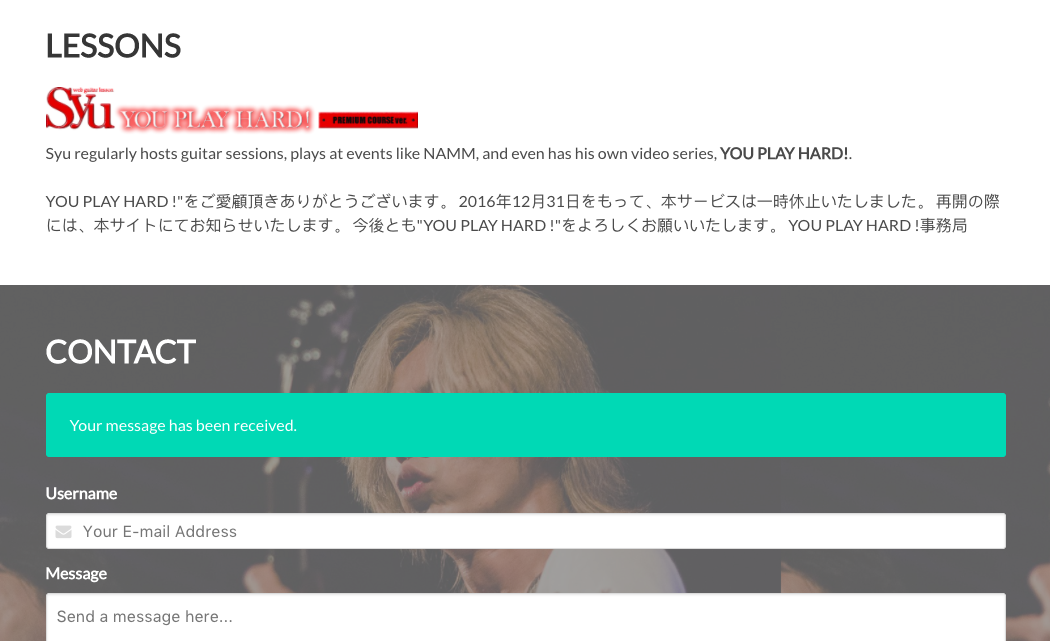 LESSONS
Syu web guitar lesson
YOU PLAY HARD! • PREMIUM COURSE ver. •
Syu regularly hosts guitar sessions, plays at events like NAMM, and even has his own video series, YOU PLAY HARD!.
YOU PLAY HARD !"をご愛顧頂きありがとうございます。 2016年12月31日をもって、本サービスは一時休止いたしました。 再開の際
には、本サイトにてお知らせいたします。 今後とも"YOU PLAY HARD !"をよろしくお願いいたします。 YOU PLAY HARD !事務局
CONTACT
Your message has been received.
Username
Your E-mail Address
Message
Send a message here...